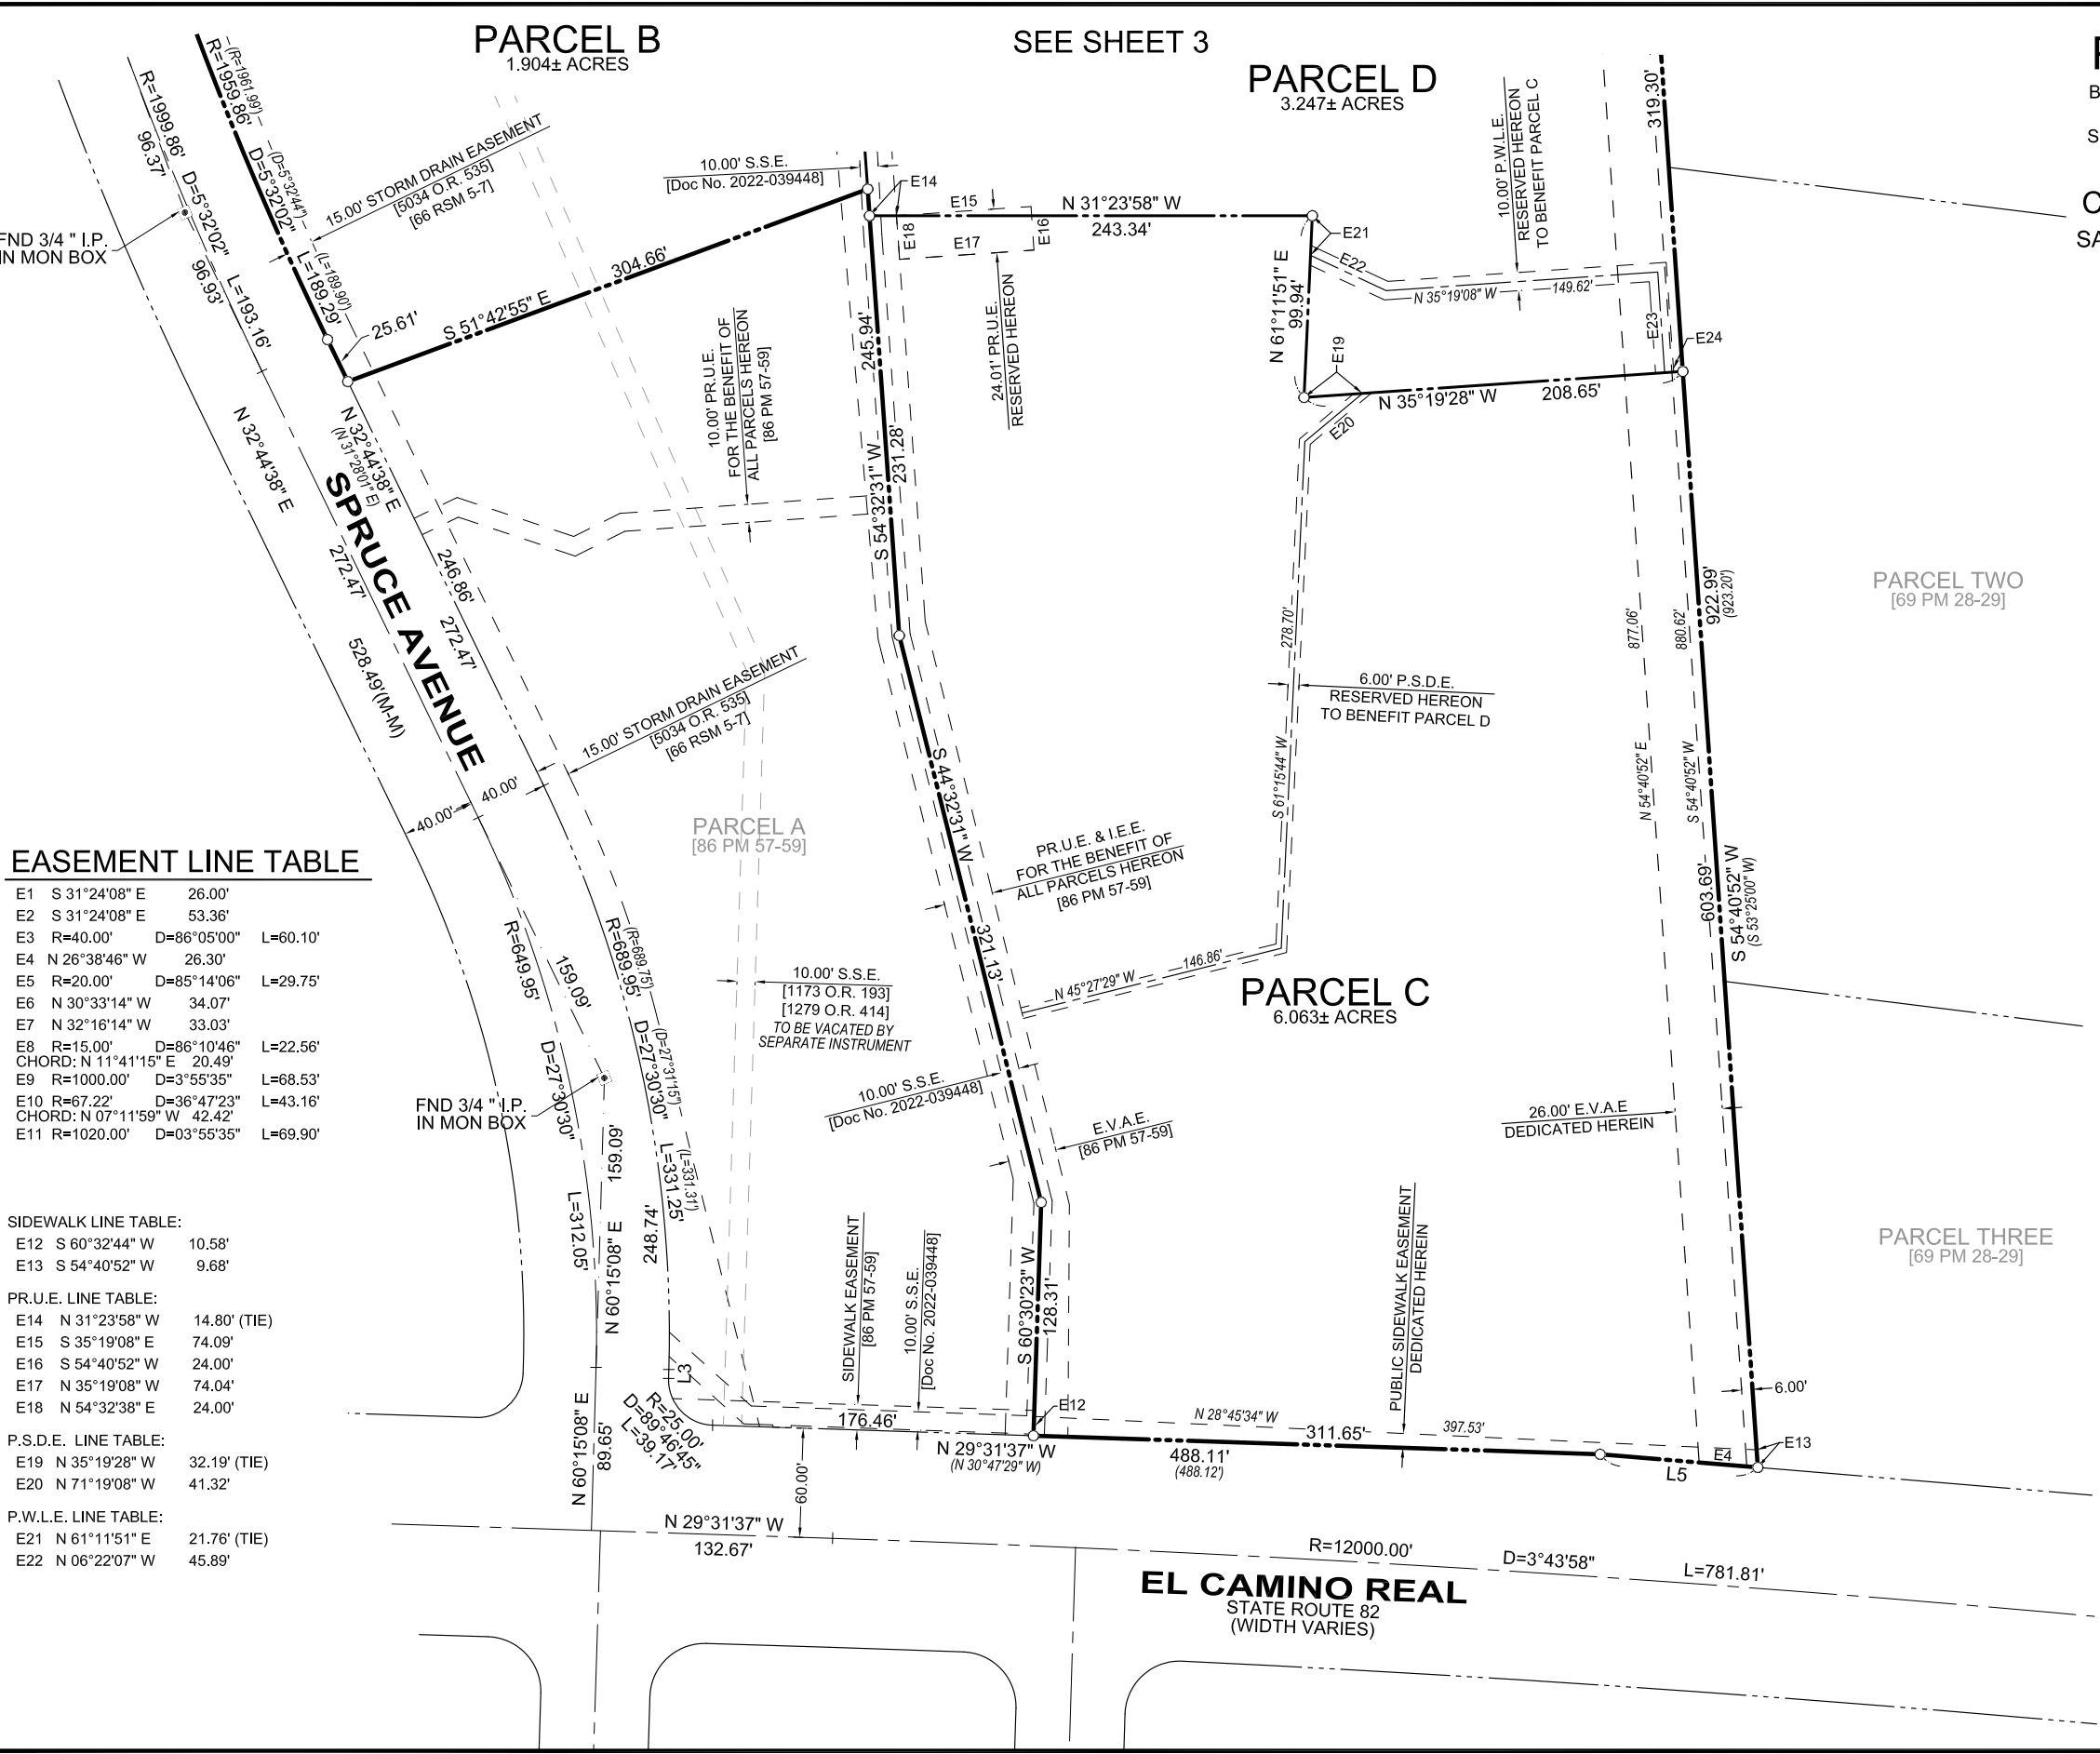 PARCEL B
1.904± ACRES
SEE SHEET 3
PARCEL D
3.247± ACRES
R=1959.86'
(R=1961.99')
D=5°32'02"
(D=5°32'44")
L=189.29'
(L=189.90')
R=1999.86'
96.37'
D=5°32'02"
96.93'
L=193.16'
FND 3/4 " I.P.
IN MON BOX
15.00' STORM DRAIN EASEMENT
[5034 O.R. 535]
[66 RSM 5-7]
10.00' S.S.E.
[Doc No. 2022-039448]
E14
E15
N 31°23'58" W
243.34'
E16
E17
E18
304.66'
S 51°42'55" E
25.61'
245.94'
231.28'
S 54°32'31" W
10.00' PR.U.E.
FOR THE BENEFIT OF
ALL PARCELS HEREON
[86 PM 57-59]
24.01' PR.U.E.
RESERVED HEREON
N 61°11'51" E
99.94'
E21
E22
10.00' P.W.L.E.
RESERVED HEREON
TO BENEFIT PARCEL C
319.30'
N 35°19'08" W
149.62'
E23
E24
E19
E20
N 35°19'28" W
208.65'
N 32°44'38" E
N 32°44'38" E
(N 31°28'01" E)
SPRUCE AVENUE
272.47'
246.86'
272.47'
528.49'(M-M)
40.00'
40.00'
15.00' STORM DRAIN EASEMENT
[5034 O.R. 535]
[66 RSM 5-7]
278.70'
6.00' P.S.D.E.
RESERVED HEREON
TO BENEFIT PARCEL D
S 61°15'44" W
877.06'
880.62'
922.99'
(923.20')
PARCEL TWO
[69 PM 28-29]
N 54°40'52" E
S 54°40'52" W
603.69'
S 54°40'52" W
(S 53°25'00" W)
PARCEL A
[86 PM 57-59]
S 44°32'31" W
321.13'
PR.U.E. & I.E.E.
FOR THE BENEFIT OF
ALL PARCELS HEREON
[86 PM 57-59]
N 45°27'29" W
146.86'
PARCEL C
6.063± ACRES
EASEMENT LINE TABLE
E1 S 31°24'08" E 26.00'
E2 S 31°24'08" E 53.36'
E3 R=40.00' D=86°05'00" L=60.10'
E4 N 26°38'46" W 26.30'
E5 R=20.00' D=85°14'06" L=29.75'
E6 N 30°33'14" W 34.07'
E7 N 32°16'14" W 33.03'
E8 R=15.00' D=86°10'46" L=22.56'
CHORD: N 11°41'15" E 20.49'
E9 R=1000.00' D=3°55'35" L=68.53'
E10 R=67.22' D=36°47'23" L=43.16'
CHORD: N 07°11'59" W 42.42'
E11 R=1020.00' D=03°55'35" L=69.90'
SIDEWALK LINE TABLE:
E12 S 60°32'44" W 10.58'
E13 S 54°40'52" W 9.68'
PR.U.E. LINE TABLE:
E14 N 31°23'58" W 14.80' (TIE)
E15 S 35°19'08" E 74.09'
E16 S 54°40'52" W 24.00'
E17 N 35°19'08" W 74.04'
E18 N 54°32'38" E 24.00'
P.S.D.E. LINE TABLE:
E19 N 35°19'28" W 32.19' (TIE)
E20 N 71°19'08" W 41.32'
P.W.L.E. LINE TABLE:
E21 N 61°11'51" E 21.76' (TIE)
E22 N 06°22'07" W 45.89'
R=649.95'
159.09'
D=27°30'30"
L=312.05'
R=689.95'
(R=689.75')
D=27°30'30"
(D=27°31'15")
L=331.25'
(L=331.31')
248.74'
10.00' S.S.E.
[1173 O.R. 193]
[1279 O.R. 414]
TO BE VACATED BY
SEPARATE INSTRUMENT
FND 3/4 " I.P.
IN MON BOX
159.09'
N 60°15'08" E
10.00' S.S.E.
[Doc No. 2022-039448]
E.V.A.E.
[86 PM 57-59]
26.00' E.V.A.E
DEDICATED HEREIN
PARCEL THREE
[69 PM 28-29]
SIDEWALK EASEMENT
[86 PM 57-59]
10.00' S.S.E.
[Doc No. 2022-039448]
S 60°30'23" W
128.31'
PUBLIC SIDEWALK EASEMENT
DEDICATED HEREIN
L3
R=25.00'
D=89°46'45"
L=39.17'
N 60°15'08" E
89.65'
176.46'
E12
N 28°45'34" W
397.53'
311.65'
6.00'
E13
E4
L5
N 29°31'37" W
(N 30°47'29" W)
488.11'
(488.12')
60.00'
N 29°31'37" W
132.67'
R=12000.00'
D=3°43'58"
L=781.81'
EL CAMINO REAL
STATE ROUTE 82
(WIDTH VARIES)